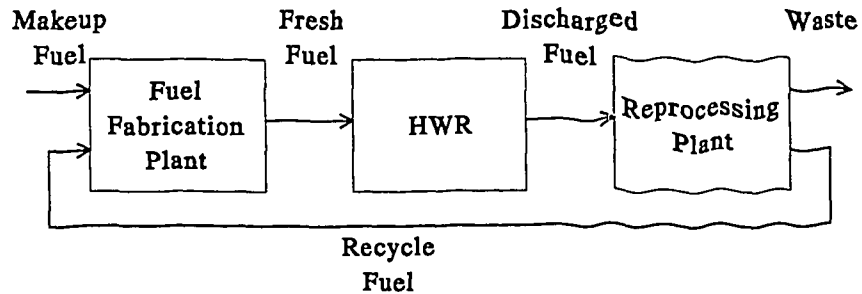 Makeup
Fuel
Fresh
Fuel
Discharged
Fuel
Waste
Fuel
Fabrication
Plant
HWR
Reprocessing
Plant
Recycle
Fuel